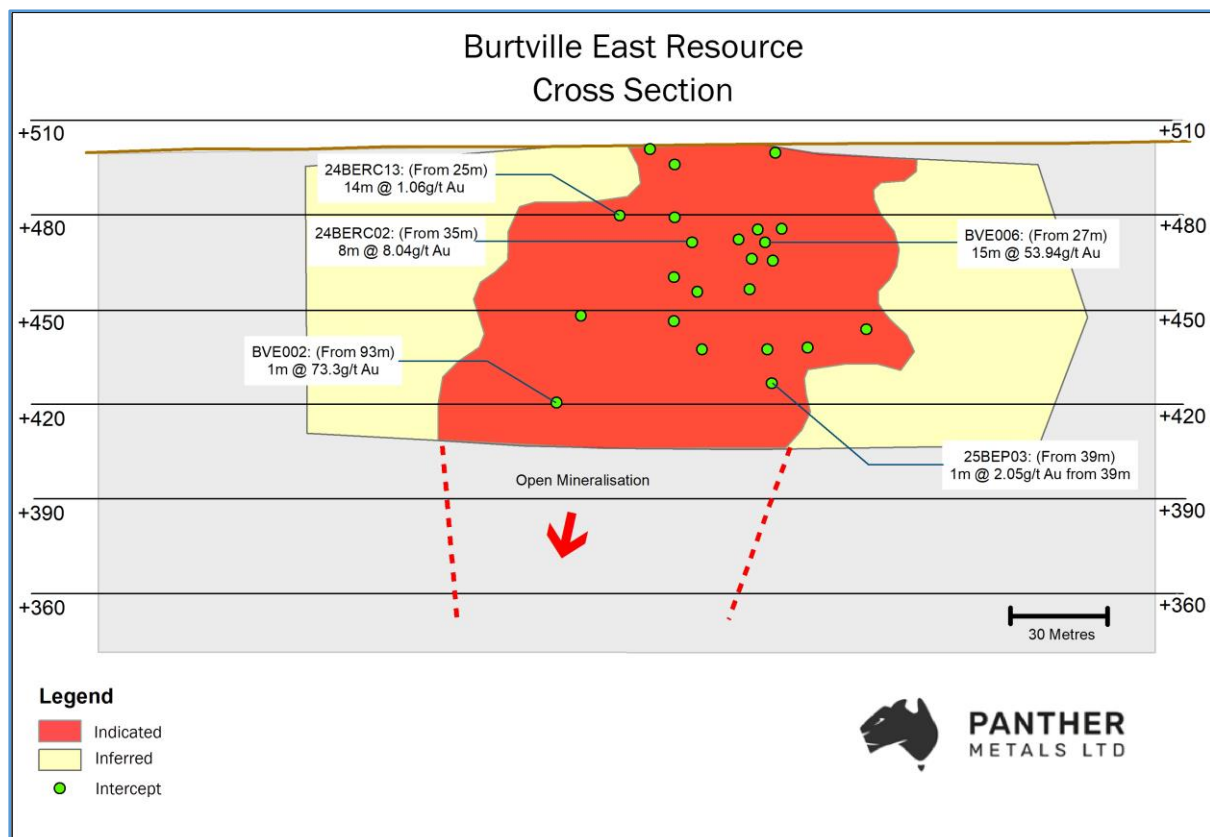 Burtville East Resource
Cross Section
+510
+510
24BERC13: (From 25m)
14m @ 1.06g/t Au
+480
+480
24BERC02: (From 35m)
8m @ 8.04g/t Au
BVE006: (From 27m)
15m @ 53.94g/t Au
+450
+450
BVE002: (From 93m)
1m @ 73.3g/t Au
+420
+420
25BEP03: (From 39m)
1m @ 2.05g/t Au from 39m
Open Mineralisation
+390
+390
+360
+360
30 Metres
Legend
Indicated
Inferred
Intercept
PANTHER
METALS LTD